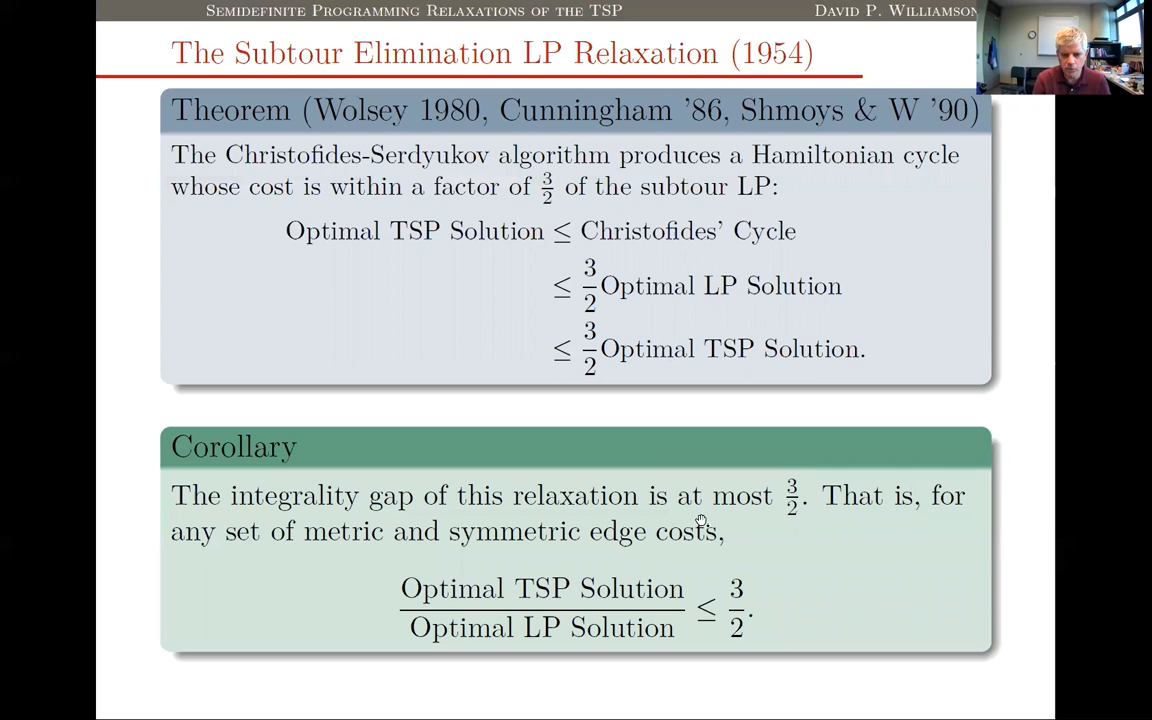 SEMIDEFINITE PROGRAMMING RELAXATIONS OF THE TSP
DAVID P. WILLIAMSON
The Subtour Elimination LP Relaxation (1954)
Theorem (Wolsey 1980, Cunningham '86, Shmoys & W '90)
The Christofides-Serdyukov algorithm produces a Hamiltonian cycle
whose cost is within a factor of 3/2 of the subtour LP:
Optimal TSP Solution ≤ Christofides' Cycle
≤ 3/2 Optimal LP Solution
≤ 3/2 Optimal TSP Solution.
Corollary
The integrality gap of this relaxation is at most 3/2. That is, for
any set of metric and symmetric edge costs,
Optimal TSP Solution / Optimal LP Solution ≤ 3/2.